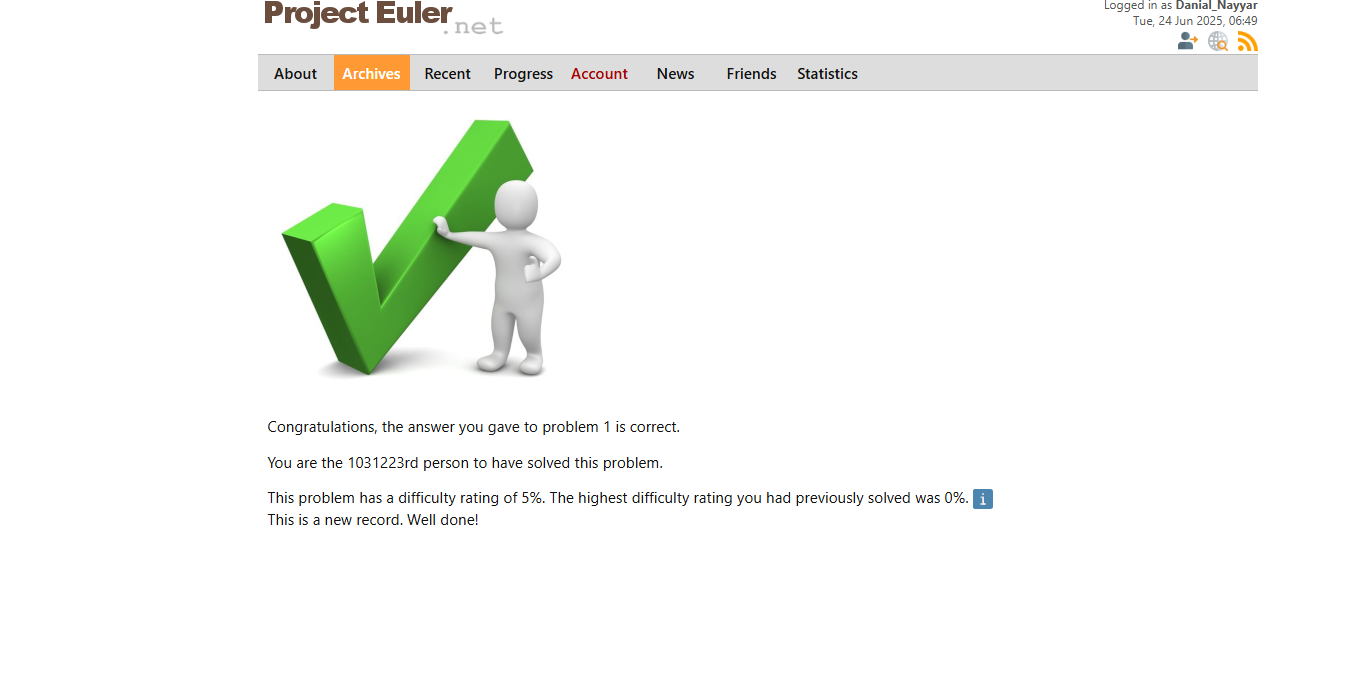 Project Euler
.net
Logged in as Danial_Nayyar
Tue, 24 Jun 2025, 06:49
About Archives Recent Progress Account News Friends Statistics
Congratulations, the answer you gave to problem 1 is correct.
You are the 1031223rd person to have solved this problem.
This problem has a difficulty rating of 5%. The highest difficulty rating you had previously solved was 0%. i
This is a new record. Well done!